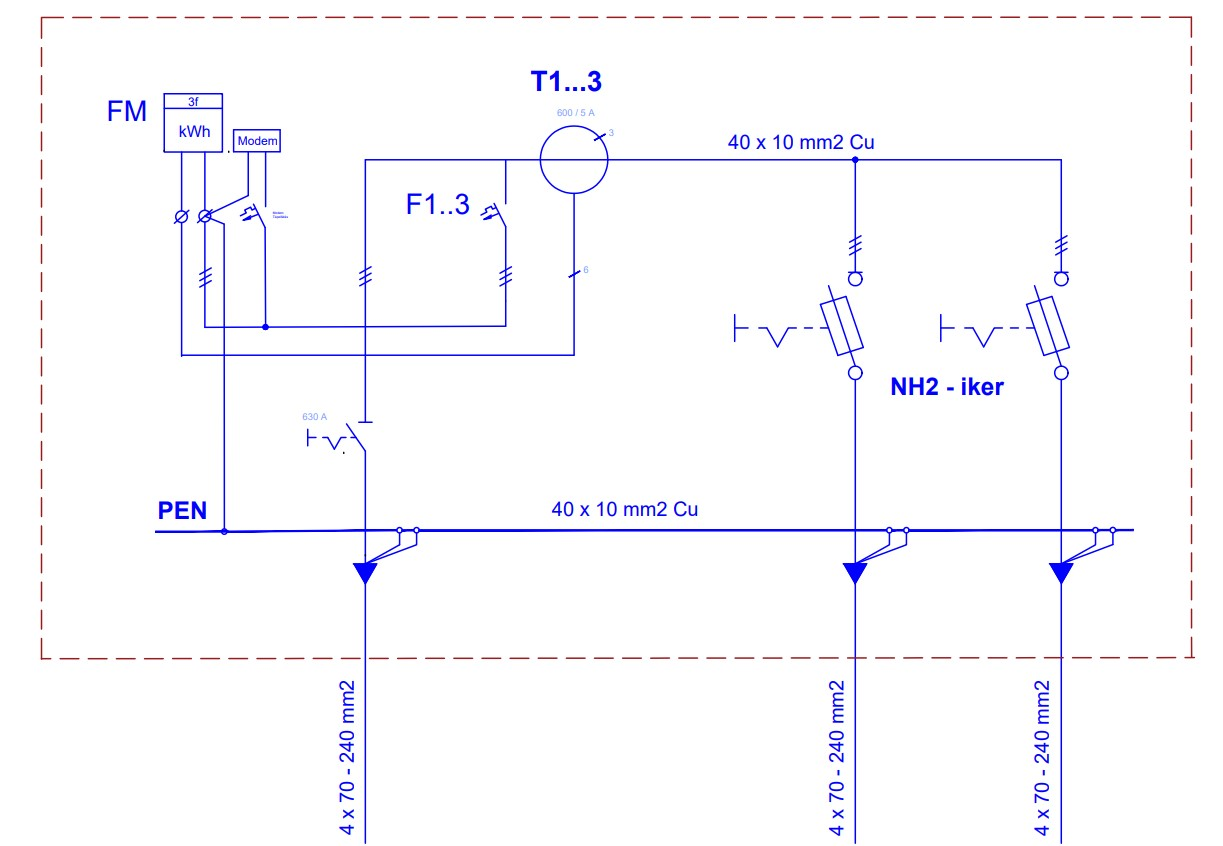 T1...3
600 / 5 A
3
FM
3f
kWh
Modem
40 x 10 mm2 Cu
F1..3
6
NH2 - iker
630 A
PEN
40 x 10 mm2 Cu
4 x 70 - 240 mm2
4 x 70 - 240 mm2
4 x 70 - 240 mm2